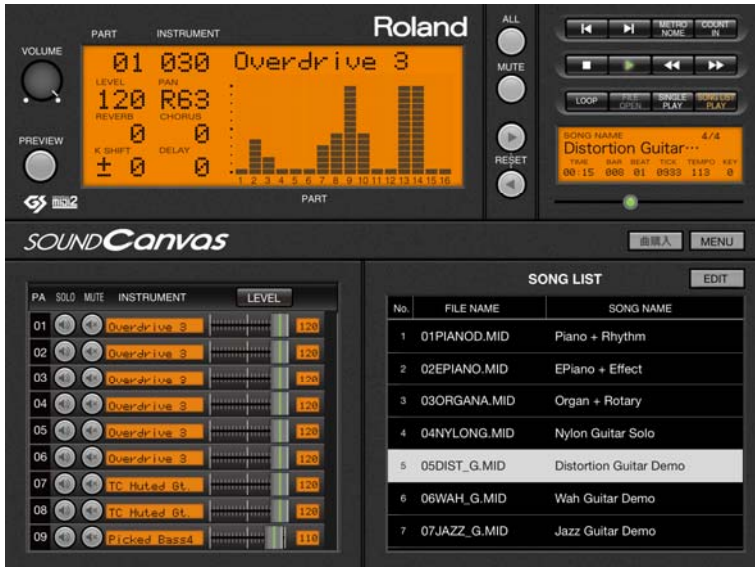 PART INSTRUMENT Roland
VOLUME
01 030 Overdrive 3
LEVEL PAN
120 R63
REVERB CHORUS
0 0
K SHIFT DELAY
± 0 0
1 2 3 4 5 6 7 8 9 10 11 12 13 14 15 16
PREVIEW
PART
GS midi2
ALL
MUTE
RESET
METRO NOME
COUNT IN
LOOP
FILE OPEN
SINGLE PLAY
SONG LIST PLAY
SONG NAME 4/4
Distortion Guitar…
TIME BAR BEAT TICK TEMPO KEY
00:15 008 01 0933 113 0
SOUND Canvas
曲購入 MENU
PA SOLO MUTE INSTRUMENT LEVEL
01 Overdrive 3 120
02 Overdrive 3 120
03 Overdrive 3 120
04 Overdrive 3 120
05 Overdrive 3 120
06 Overdrive 3 120
07 TC Muted Gt. 120
08 TC Muted Gt. 120
09 Picked Bass4 110
SONG LIST EDIT
No. FILE NAME SONG NAME
1 01PIANOD.MID Piano + Rhythm
2 02EPIANO.MID EPiano + Effect
3 03ORGANA.MID Organ + Rotary
4 04NYLONG.MID Nylon Guitar Solo
5 05DIST_G.MID Distortion Guitar Demo
6 06WAH_G.MID Wah Guitar Demo
7 07JAZZ_G.MID Jazz Guitar Demo